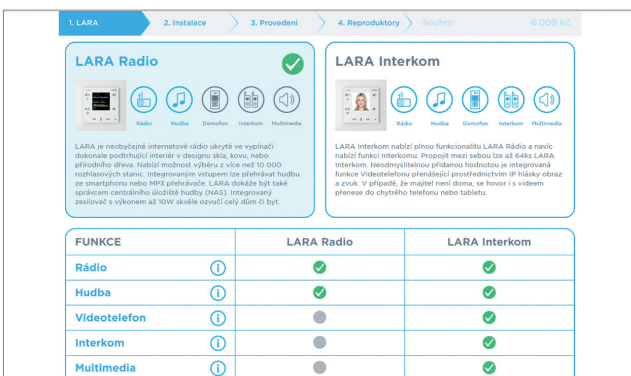 1. LARA 2. Instalace 3. Provedení 4. Reproduktory Souhrn 6.009 Kč
LARA Radio
Rádio Hudba Domofon Interkom Multimedia
LARA je neobyčejné internetové rádio ukryté ve vypínači
dokonale podtrhující interiér v designu skla, kovu, nebo
přírodního dřeva. Nabízí možnost výběru z více než 10 000
rozhlasových stanic. Integrovaným vstupem lze přehrávat hudbu
ze smartphonu nebo MP3 přehrávače. LARA dokáže být také
správcem centrálního úložiště hudby (NAS). Integrovaný
zesilovač s výkonem až 10W skvěle ozvučí celý dům či byt.
LARA Interkom
Rádio Hudba Domofon Interkom Multimedia
LARA Interkom nabízí plnou funkcionalitu LARA Rádio a navíc
nabízí funkci Interkomu. Propojit mezi sebou lze až 64ks LARA
Interkom. Neodmyslitelnou přidanou hodnotou je integrovaná
funkce Videotelefonu přenášející prostřednictvím IP hlásky obraz
a zvuk. V případě, že majitel není doma, se hovor i s videem
přenese do chytrého telefonu nebo tabletu.
FUNKCE LARA Radio LARA Interkom
Rádio
Hudba
Videotelefon
Interkom
Multimedia